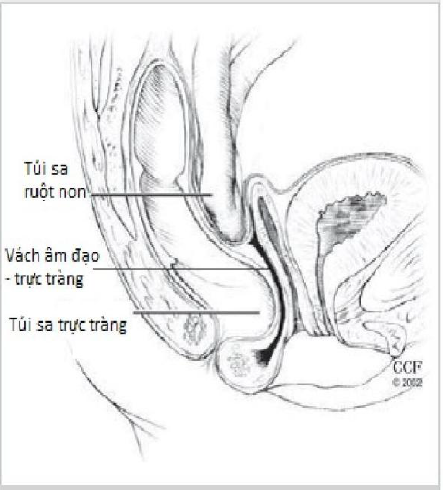 Túi sa
ruột non
Vách âm đạo
- trực tràng
Túi sa trực tràng
CCF
© 2002